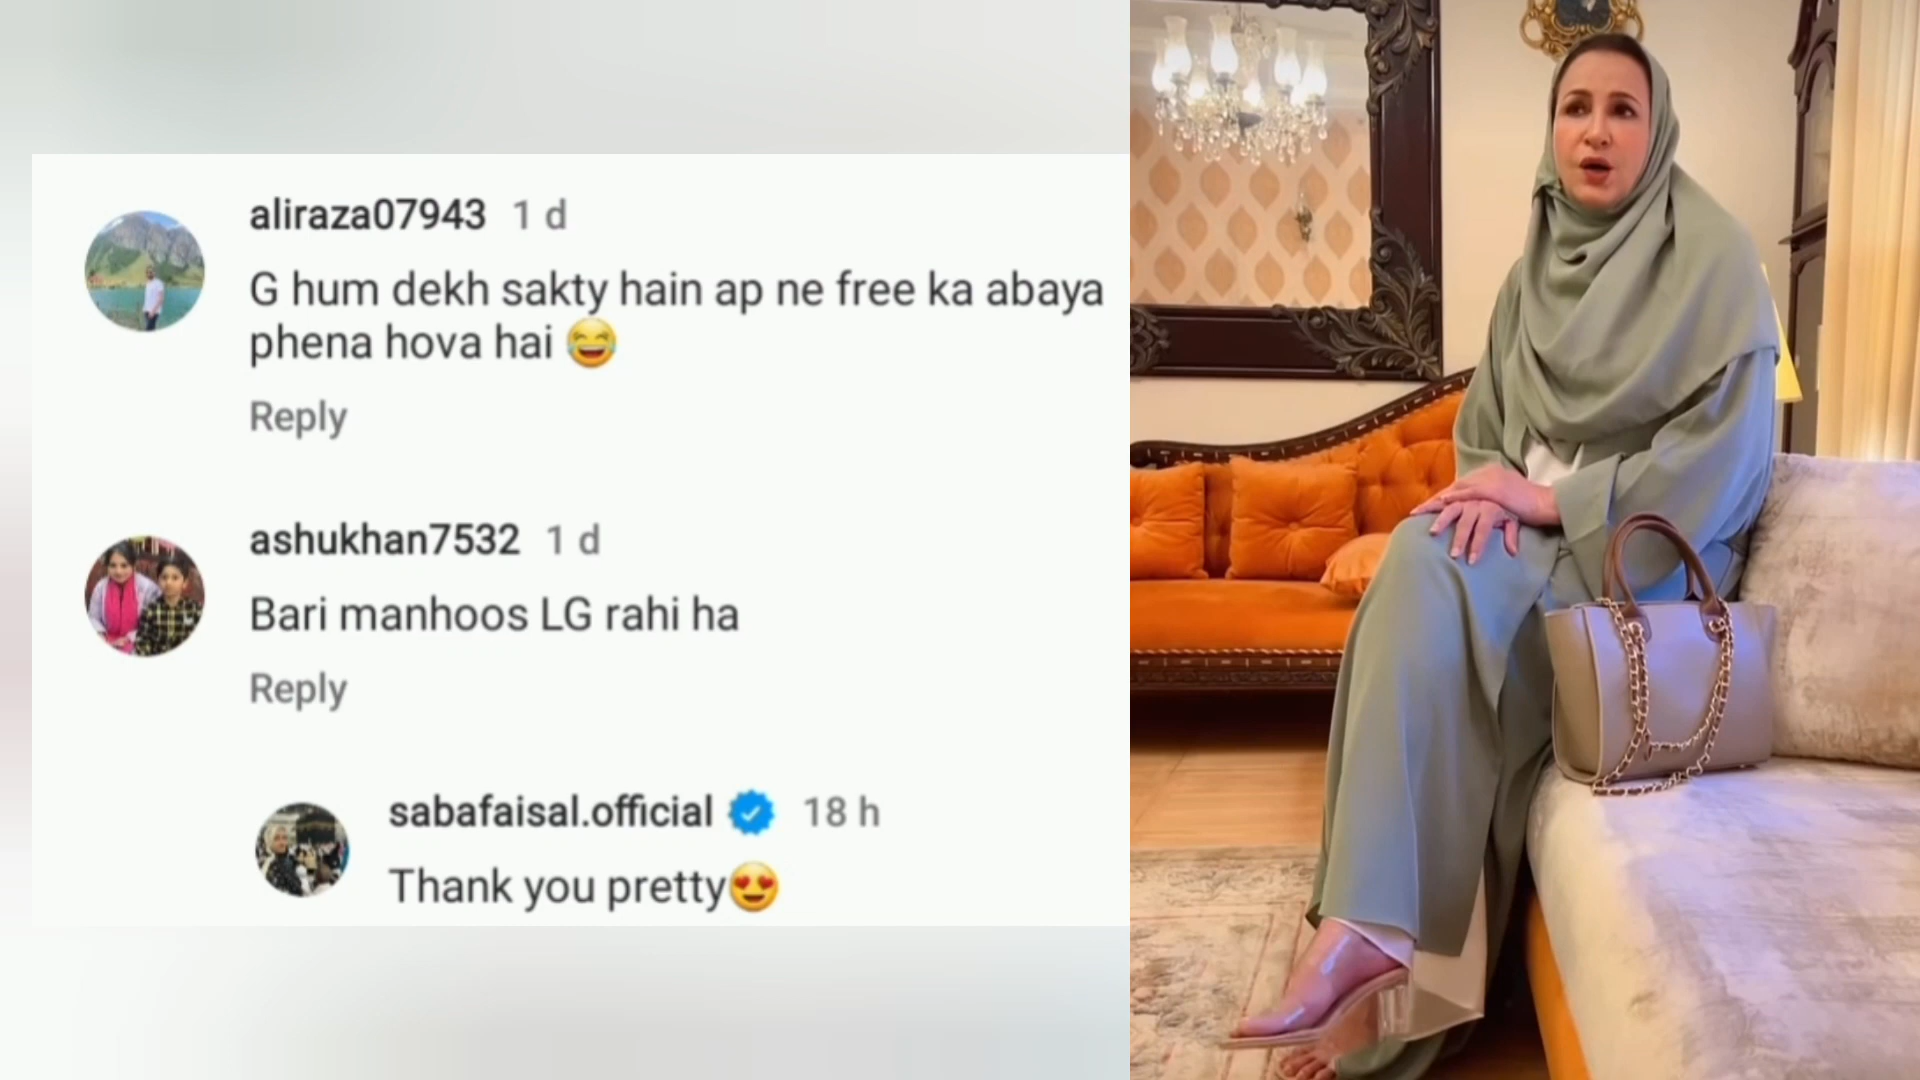 aliraza07943 1 d
G hum dekh sakty hain ap ne free ka abaya
phena hova hai 😂
Reply
ashukhan7532 1 d
Bari manhoos LG rahi ha
Reply
sabafaisal.official 18 h
Thank you pretty😍